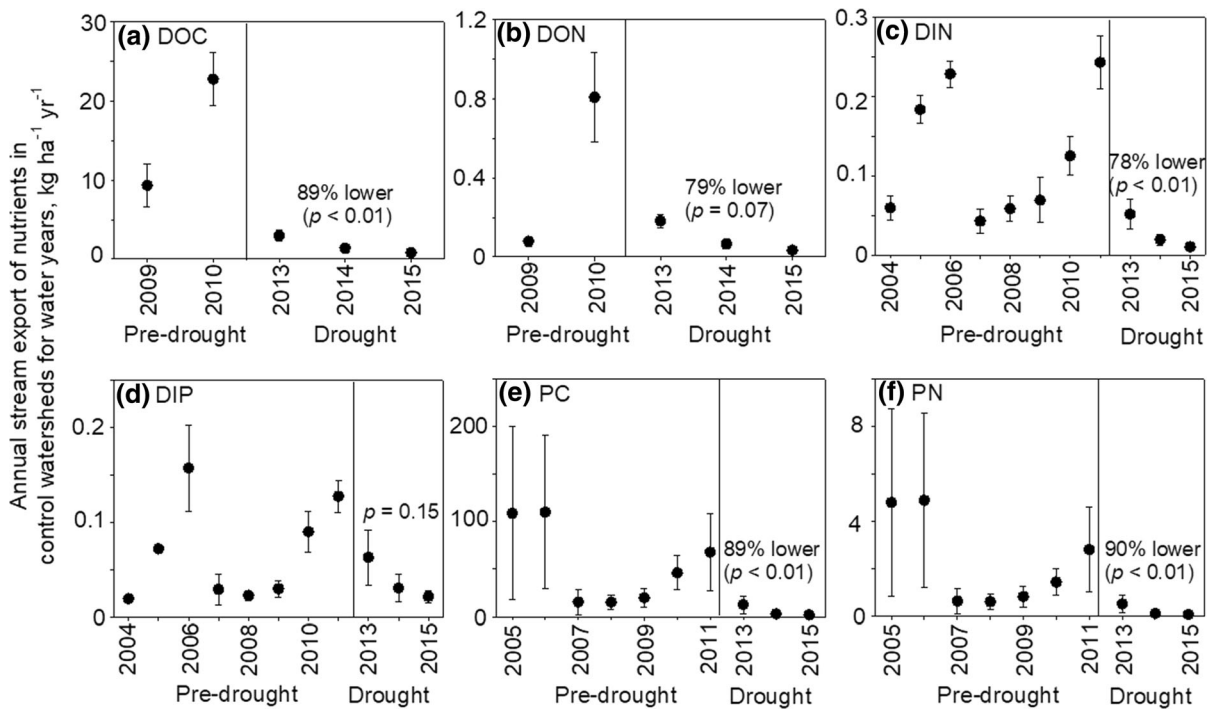 Annual stream export of nutrients in
control watersheds for water years, kg ha⁻¹ yr⁻¹
(a) DOC
30
20
10
0
89% lower
(p < 0.01)
2009 2010 2013 2014 2015
Pre-drought Drought
(b) DON
1.2
0.8
0.4
0
79% lower
(p = 0.07)
2009 2010 2013 2014 2015
Pre-drought Drought
(c) DIN
0.3
0.2
0.1
0
78% lower
(p < 0.01)
2004 2006 2008 2010 2013 2015
Pre-drought Drought
(d) DIP
0.2
0.1
0
p = 0.15
2004 2006 2008 2010 2013 2015
Pre-drought Drought
(e) PC
200
100
0
89% lower
(p < 0.01)
2005 2007 2009 2011 2013 2015
Pre-drought Drought
(f) PN
8
4
0
90% lower
(p < 0.01)
2005 2007 2009 2011 2013 2015
Pre-drought Drought